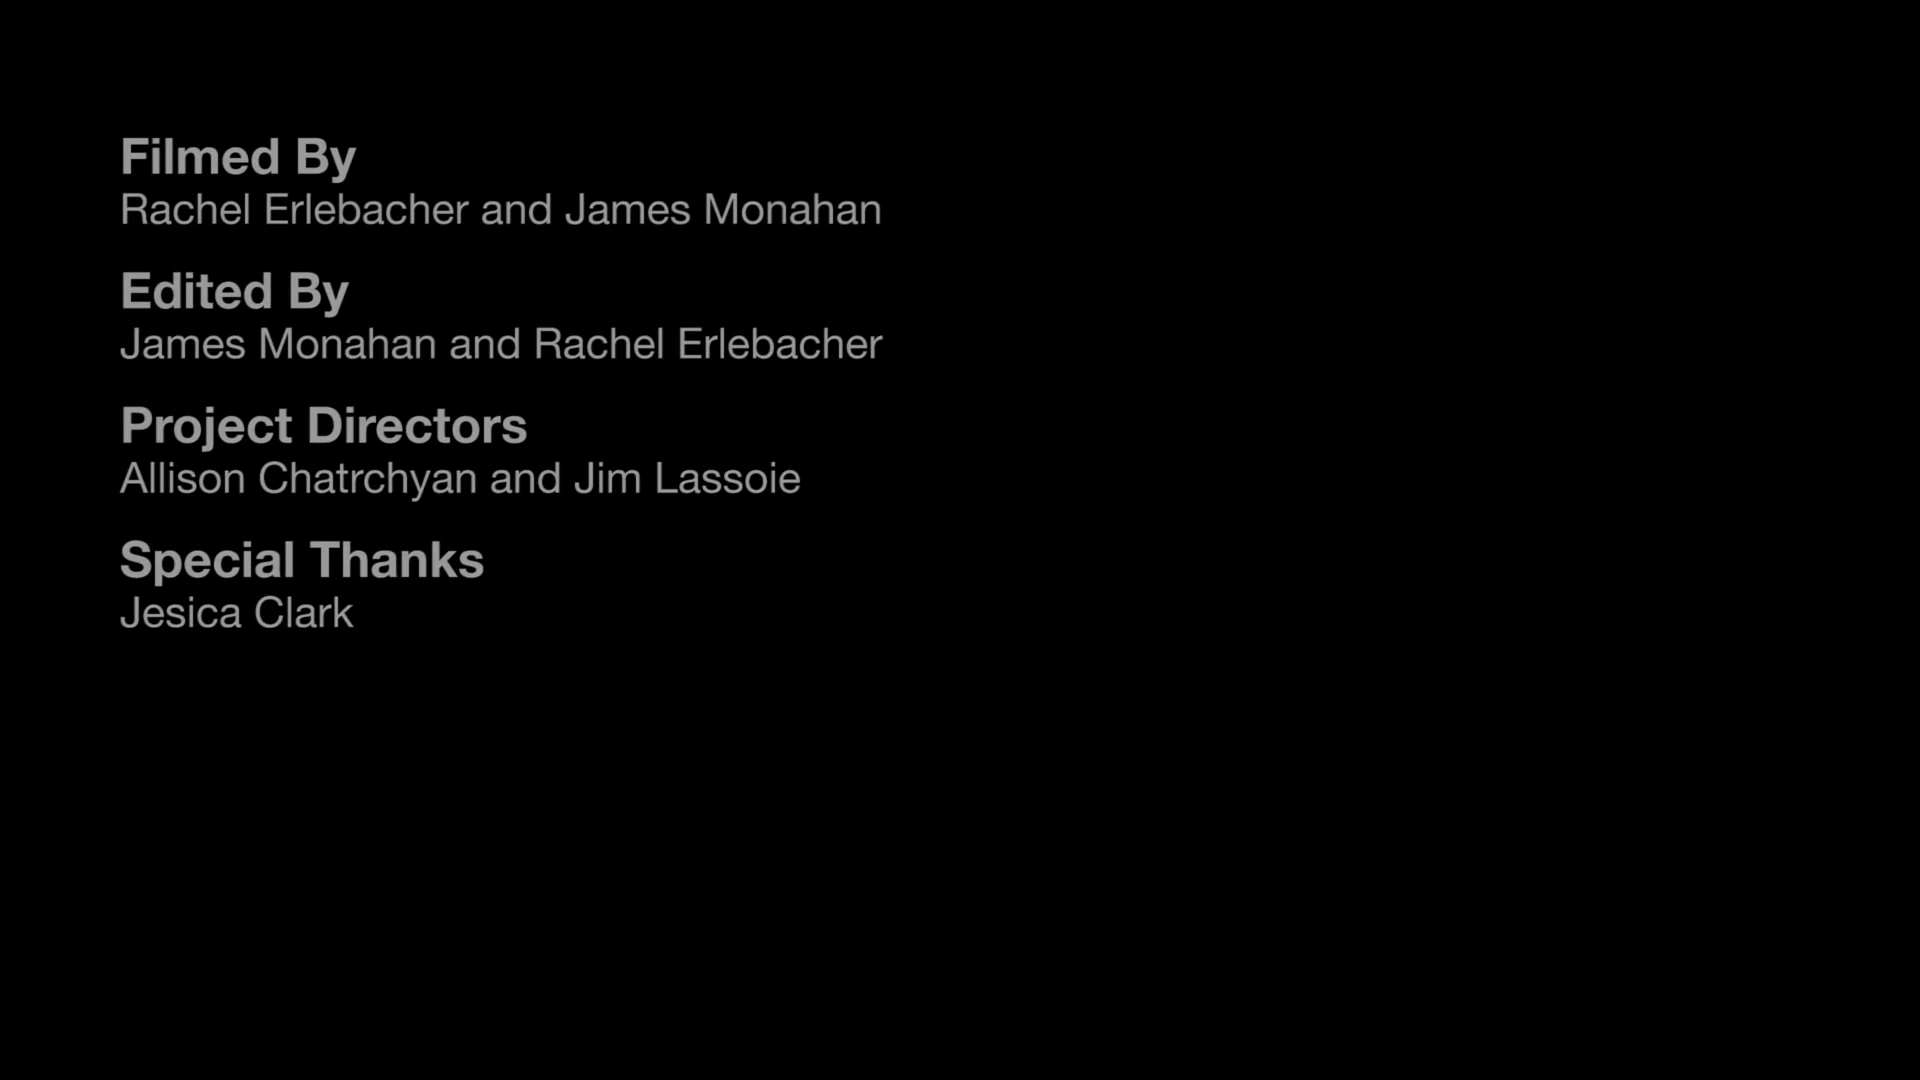 Filmed By
Rachel Erlebacher and James Monahan
Edited By
James Monahan and Rachel Erlebacher
Project Directors
Allison Chatrchyan and Jim Lassoie
Special Thanks
Jesica Clark